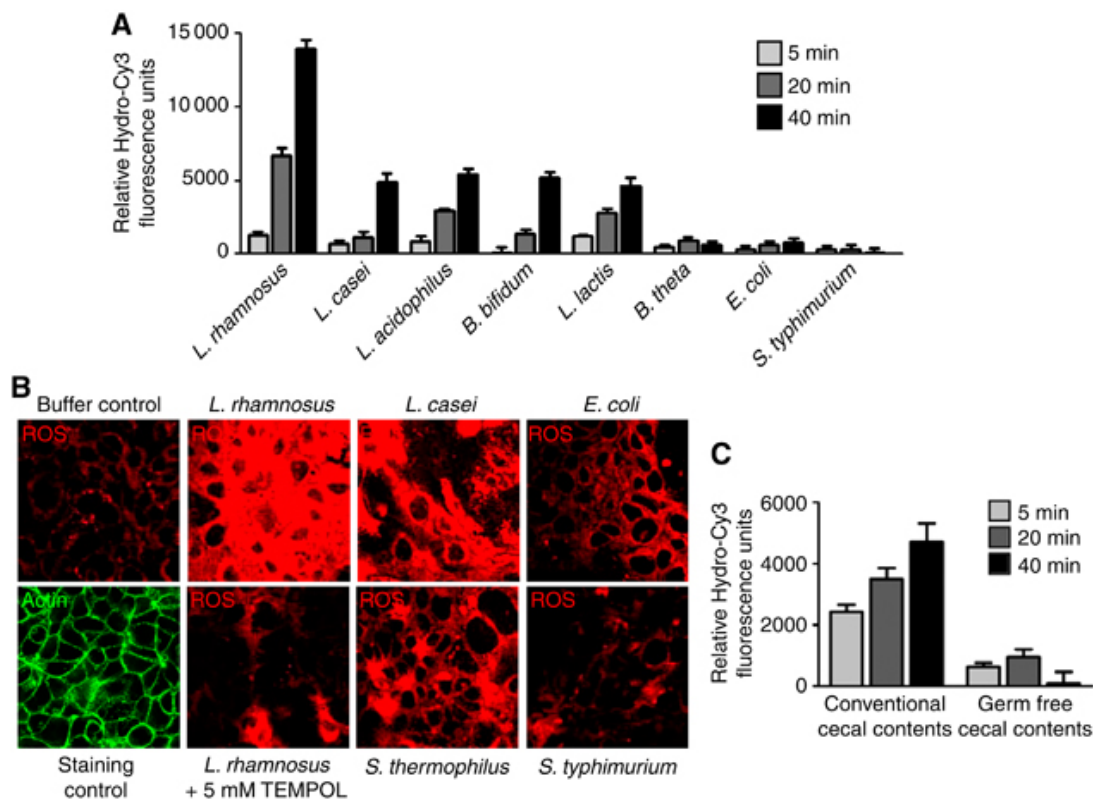 A
Relative Hydro-Cy3
fluorescence units
15 000
10 000
5000
0
5 min
20 min
40 min
L. rhamnosus
L. casei
L. acidophilus
B. bifidum
L. lactis
B. theta
E. coli
S. typhimurium
B
Buffer control
L. rhamnosus
L. casei
E. coli
ROS
ROS
Actin
ROS
ROS
ROS
Staining
control
L. rhamnosus
+ 5 mM TEMPOL
S. thermophilus
S. typhimurium
C
Relative Hydro-Cy3
fluorescence units
6000
4000
2000
0
5 min
20 min
40 min
Conventional
cecal contents
Germ free
cecal contents